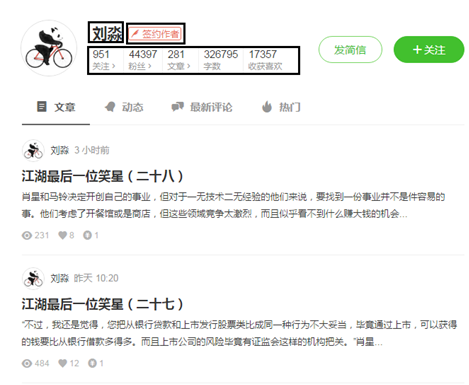 刘淼 签约作者
951 44397 281 326795 17357
关注 > 粉丝 > 文章 > 字数 收获喜欢
发简信 +关注
文章 动态 最新评论 热门
刘淼 3 小时前
江湖最后一位笑星（二十八）
肖星和马铃决定开创自己的事业，但对于一无技术二无经验的他们来说，要找到一份事业并不是件容易的
事。他们考虑了开餐馆或是商店，但这些领域竞争太激烈，而且似乎看不到什么赚大钱的机会...
231 8 1
刘淼 昨天 10:20
江湖最后一位笑星（二十七）
“不过，我还是觉得，您把从银行贷款和上市发行股票类比成同一种行为不大妥当，毕竟通过上市，可以获得
的钱要比从银行借款多得多。而且上市公司的风险毕竟有证监会这样的机构把关。”肖星...
484 12 1